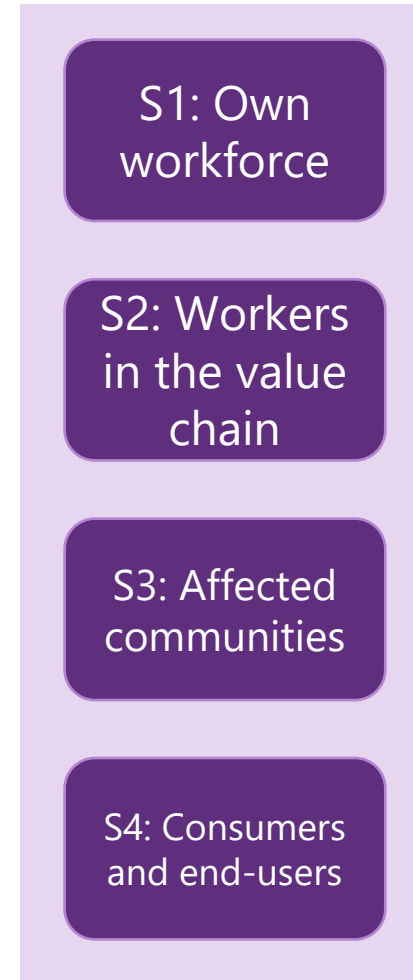 S1: Own
workforce
S2: Workers
in the value
chain
S3: Affected
communities
S4: Consumers
and end-users